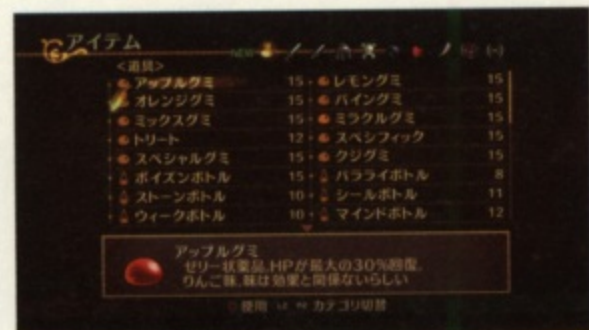 アイテム
NEW
<道具>
アップルグミ 15 レモングミ 15
オレンジグミ 15 パイングミ 15
ミックスグミ 15 ミラクルグミ 15
トリート 12 スペシフィック 15
スペシャルグミ 15 クジグミ 15
ポイズンボトル 15 パラライボトル 8
ストーンボトル 10 シールボトル 11
ウィークボトル 10 マインドボトル 12
アップルグミ
ゼリー状薬品。HPが最大の30%回復。
りんご味。味は効果と関係ないらしい
使用 カテゴリ切替